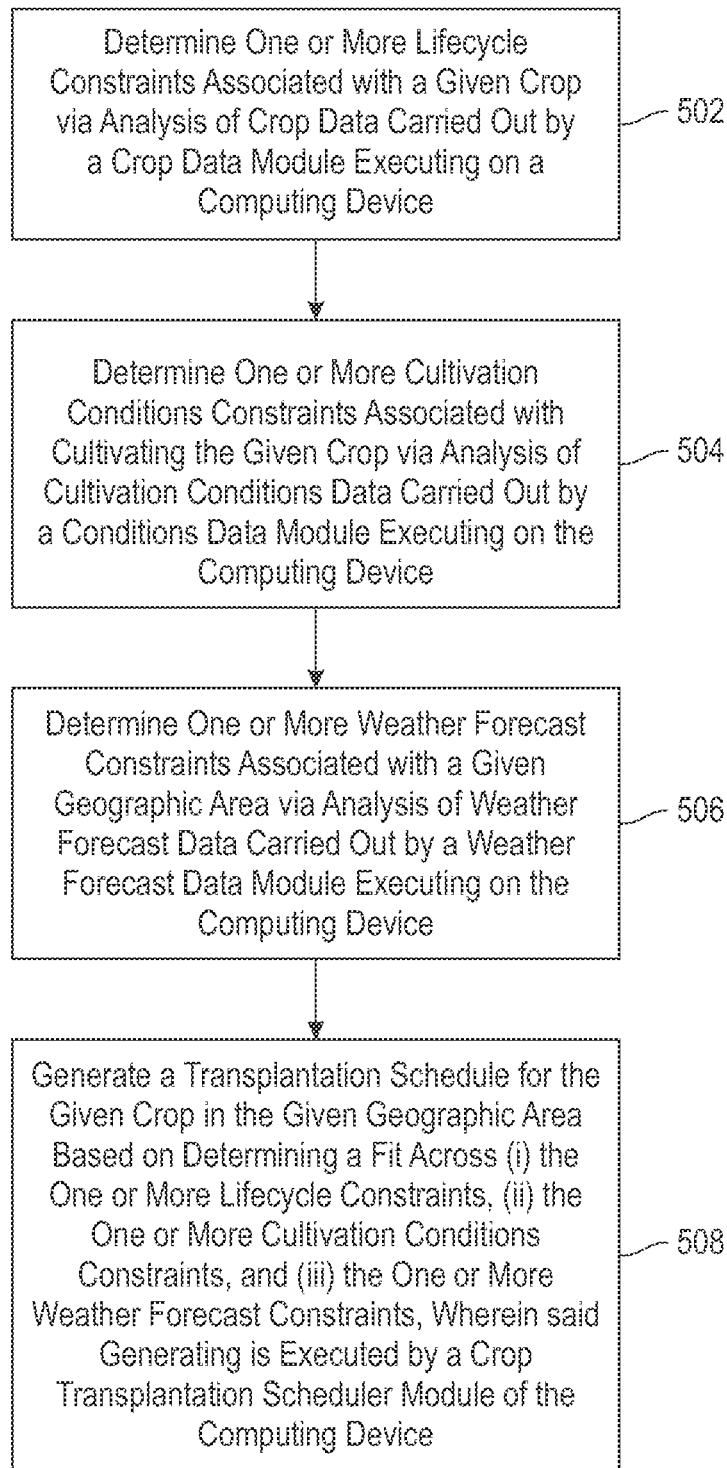 Determine One or More Lifecycle
Constraints Associated with a Given Crop
via Analysis of Crop Data Carried Out by
a Crop Data Module Executing on a
Computing Device
502
Determine One or More Cultivation
Conditions Constraints Associated with
Cultivating the Given Crop via Analysis of
Cultivation Conditions Data Carried Out by
a Conditions Data Module Executing on the
Computing Device
504
Determine One or More Weather Forecast
Constraints Associated with a Given
Geographic Area via Analysis of Weather
Forecast Data Carried Out by a Weather
Forecast Data Module Executing on the
Computing Device
506
Generate a Transplantation Schedule for the
Given Crop in the Given Geographic Area
Based on Determining a Fit Across (i) the
One or More Lifecycle Constraints, (ii) the
One or More Cultivation Conditions
Constraints, and (iii) the One or More
Weather Forecast Constraints, Wherein said
Generating is Executed by a Crop
Transplantation Scheduler Module of the
Computing Device
508